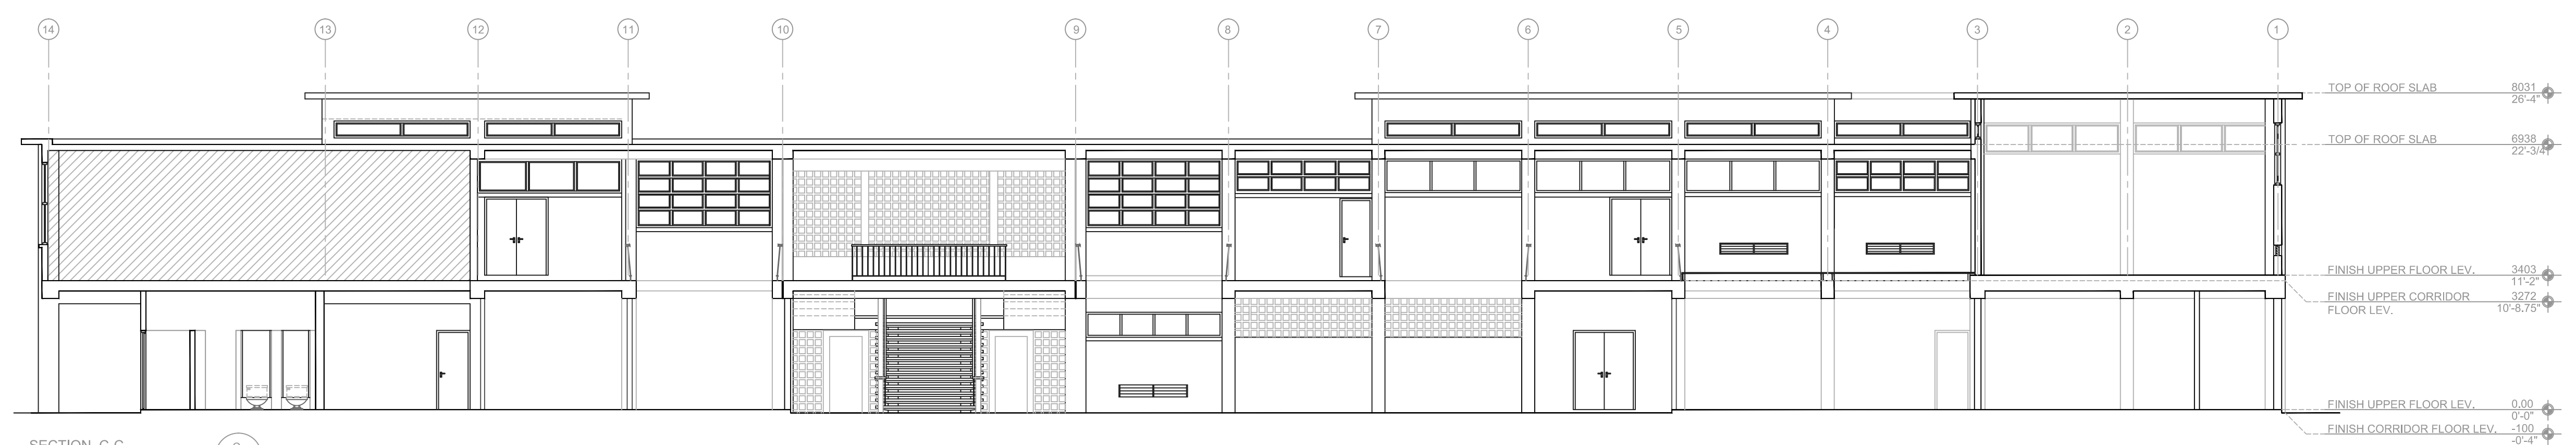 14 13 12 11 10 9 8 7 6 5 4 3 2 1
TOP OF ROOF SLAB 8031
26'-4"
TOP OF ROOF SLAB 6938
22'-3/4"
FINISH UPPER FLOOR LEV. 3403
11'-2"
FINISH UPPER CORRIDOR 3272
FLOOR LEV. 10'-8.75"
FINISH UPPER FLOOR LEV. 0.00
0'-0"
FINISH CORRIDOR FLOOR LEV. -100
-0'-4"
SECTION